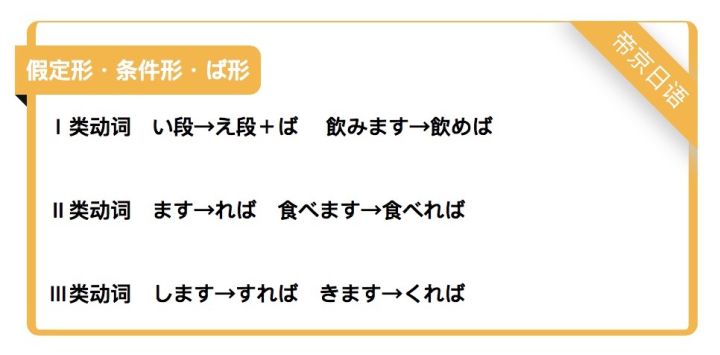 假定形・条件形・ば形
帝京日语
Ⅰ类动词 い段→え段＋ば 飲みます→飲めば
Ⅱ类动词 ます→れば 食べます→食べれば
Ⅲ类动词 します→すれば きます→くれば